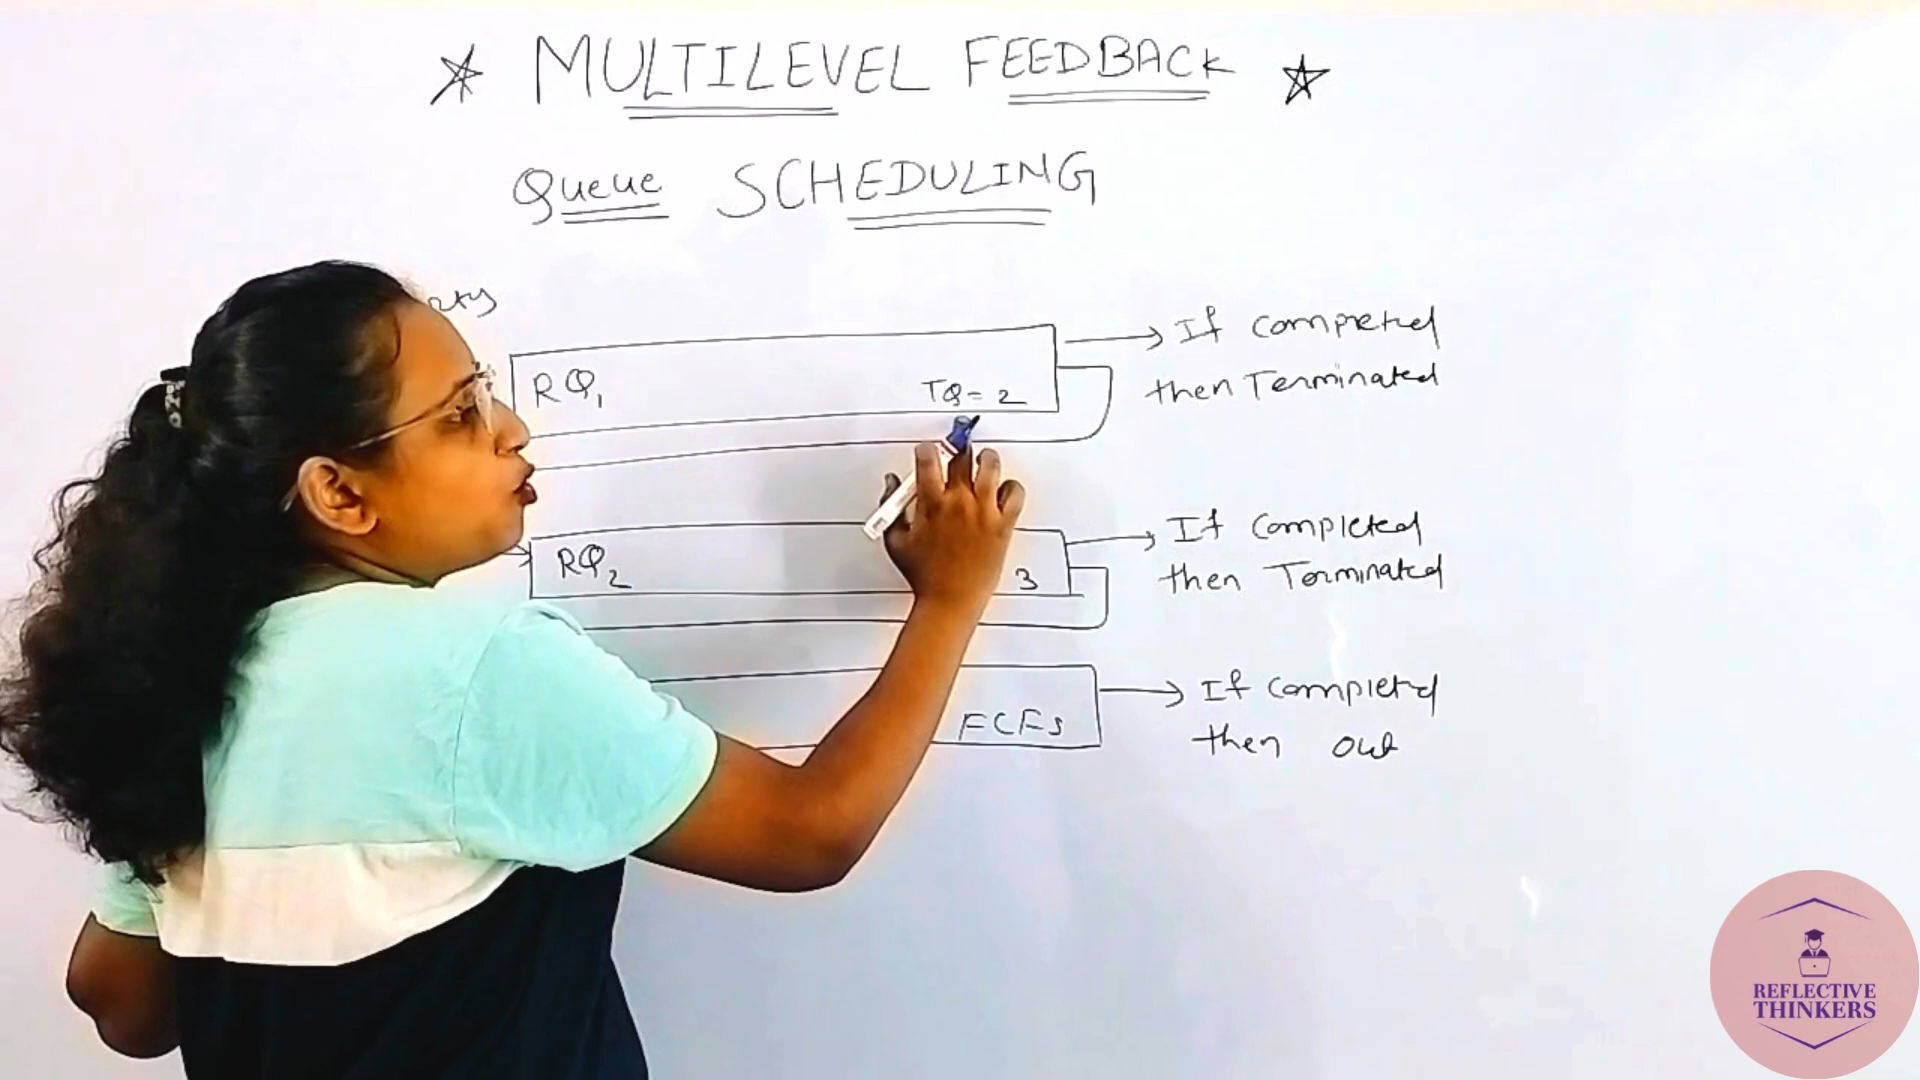 MULTILEVEL FEEDBACK
Queue SCHEDULING
RQ1 TQ= 2
If completed
then Terminated
RQ2 3
If completed
then Terminated
FCFS
If completed
then out
REFLECTIVE
THINKERS